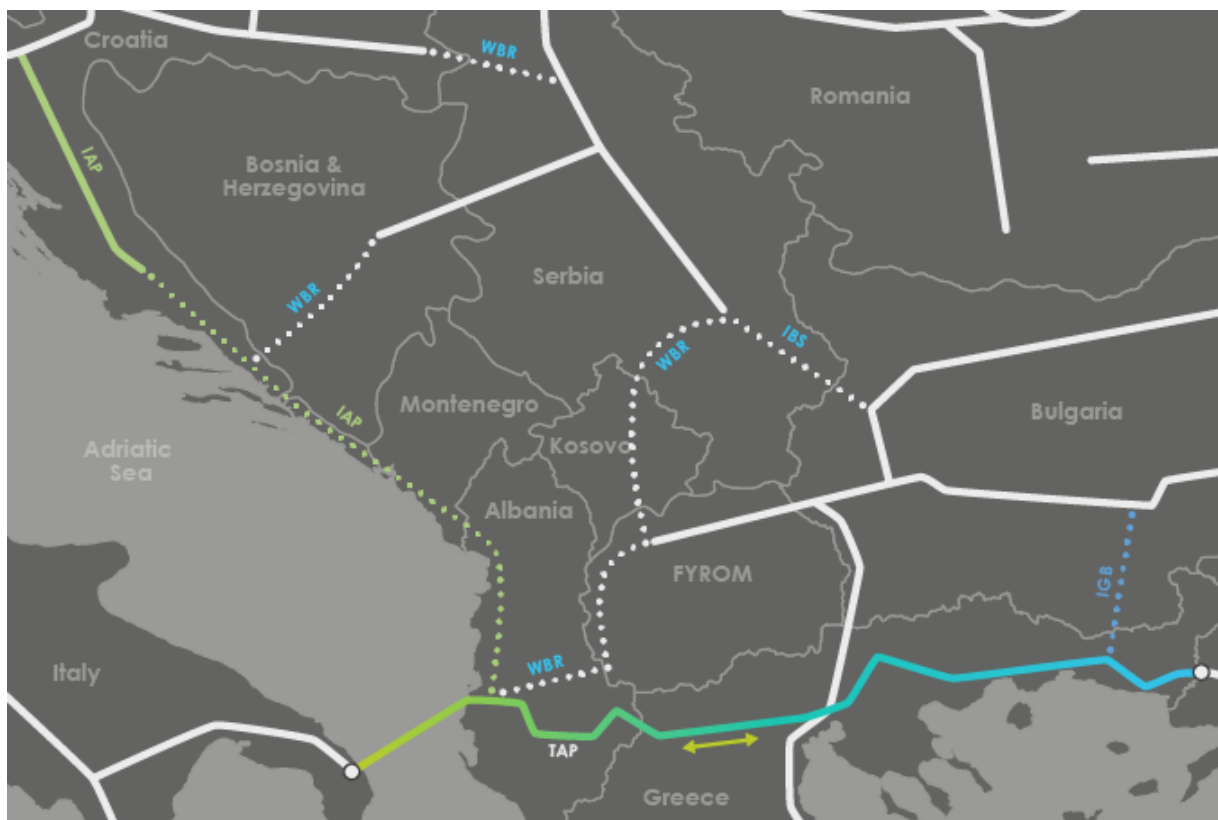 Croatia
WBR
Romania
IAP
Bosnia &
Herzegovina
Serbia
WBR
IBS
WBR
IAP
Montenegro
Bulgaria
Kosovo
Adriatic
Sea
Albania
FYROM
IGB
Italy
WBR
TAP
Greece